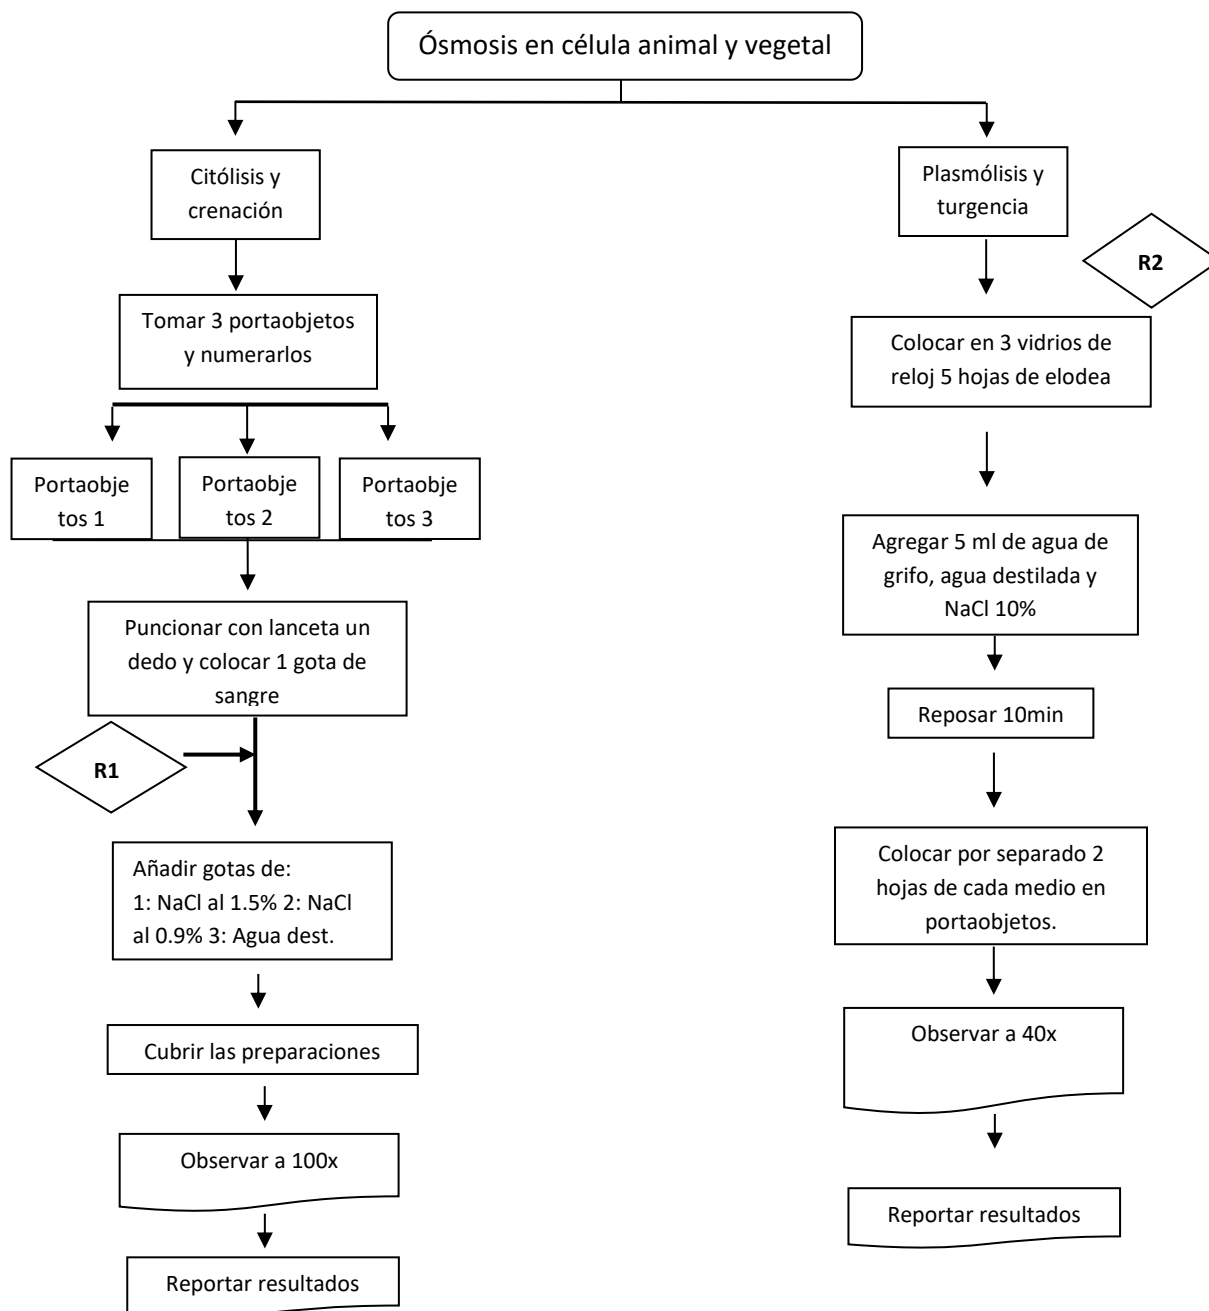 Ósmosis en célula animal y vegetal
Citólisis y
crenación
Tomar 3 portaobjetos
y numerarlos
Portaobje
tos 1
Portaobje
tos 2
Portaobje
tos 3
Puncionar con lanceta un
dedo y colocar 1 gota de
sangre
R1
Añadir gotas de:
1: NaCl al 1.5% 2: NaCl
al 0.9% 3: Agua dest.
Cubrir las preparaciones
Observar a 100x
Reportar resultados
Plasmólisis y
turgencia
R2
Colocar en 3 vidrios de
reloj 5 hojas de elodea
Agregar 5 ml de agua de
grifo, agua destilada y
NaCl 10%
Reposar 10min
Colocar por separado 2
hojas de cada medio en
portaobjetos.
Observar a 40x
Reportar resultados